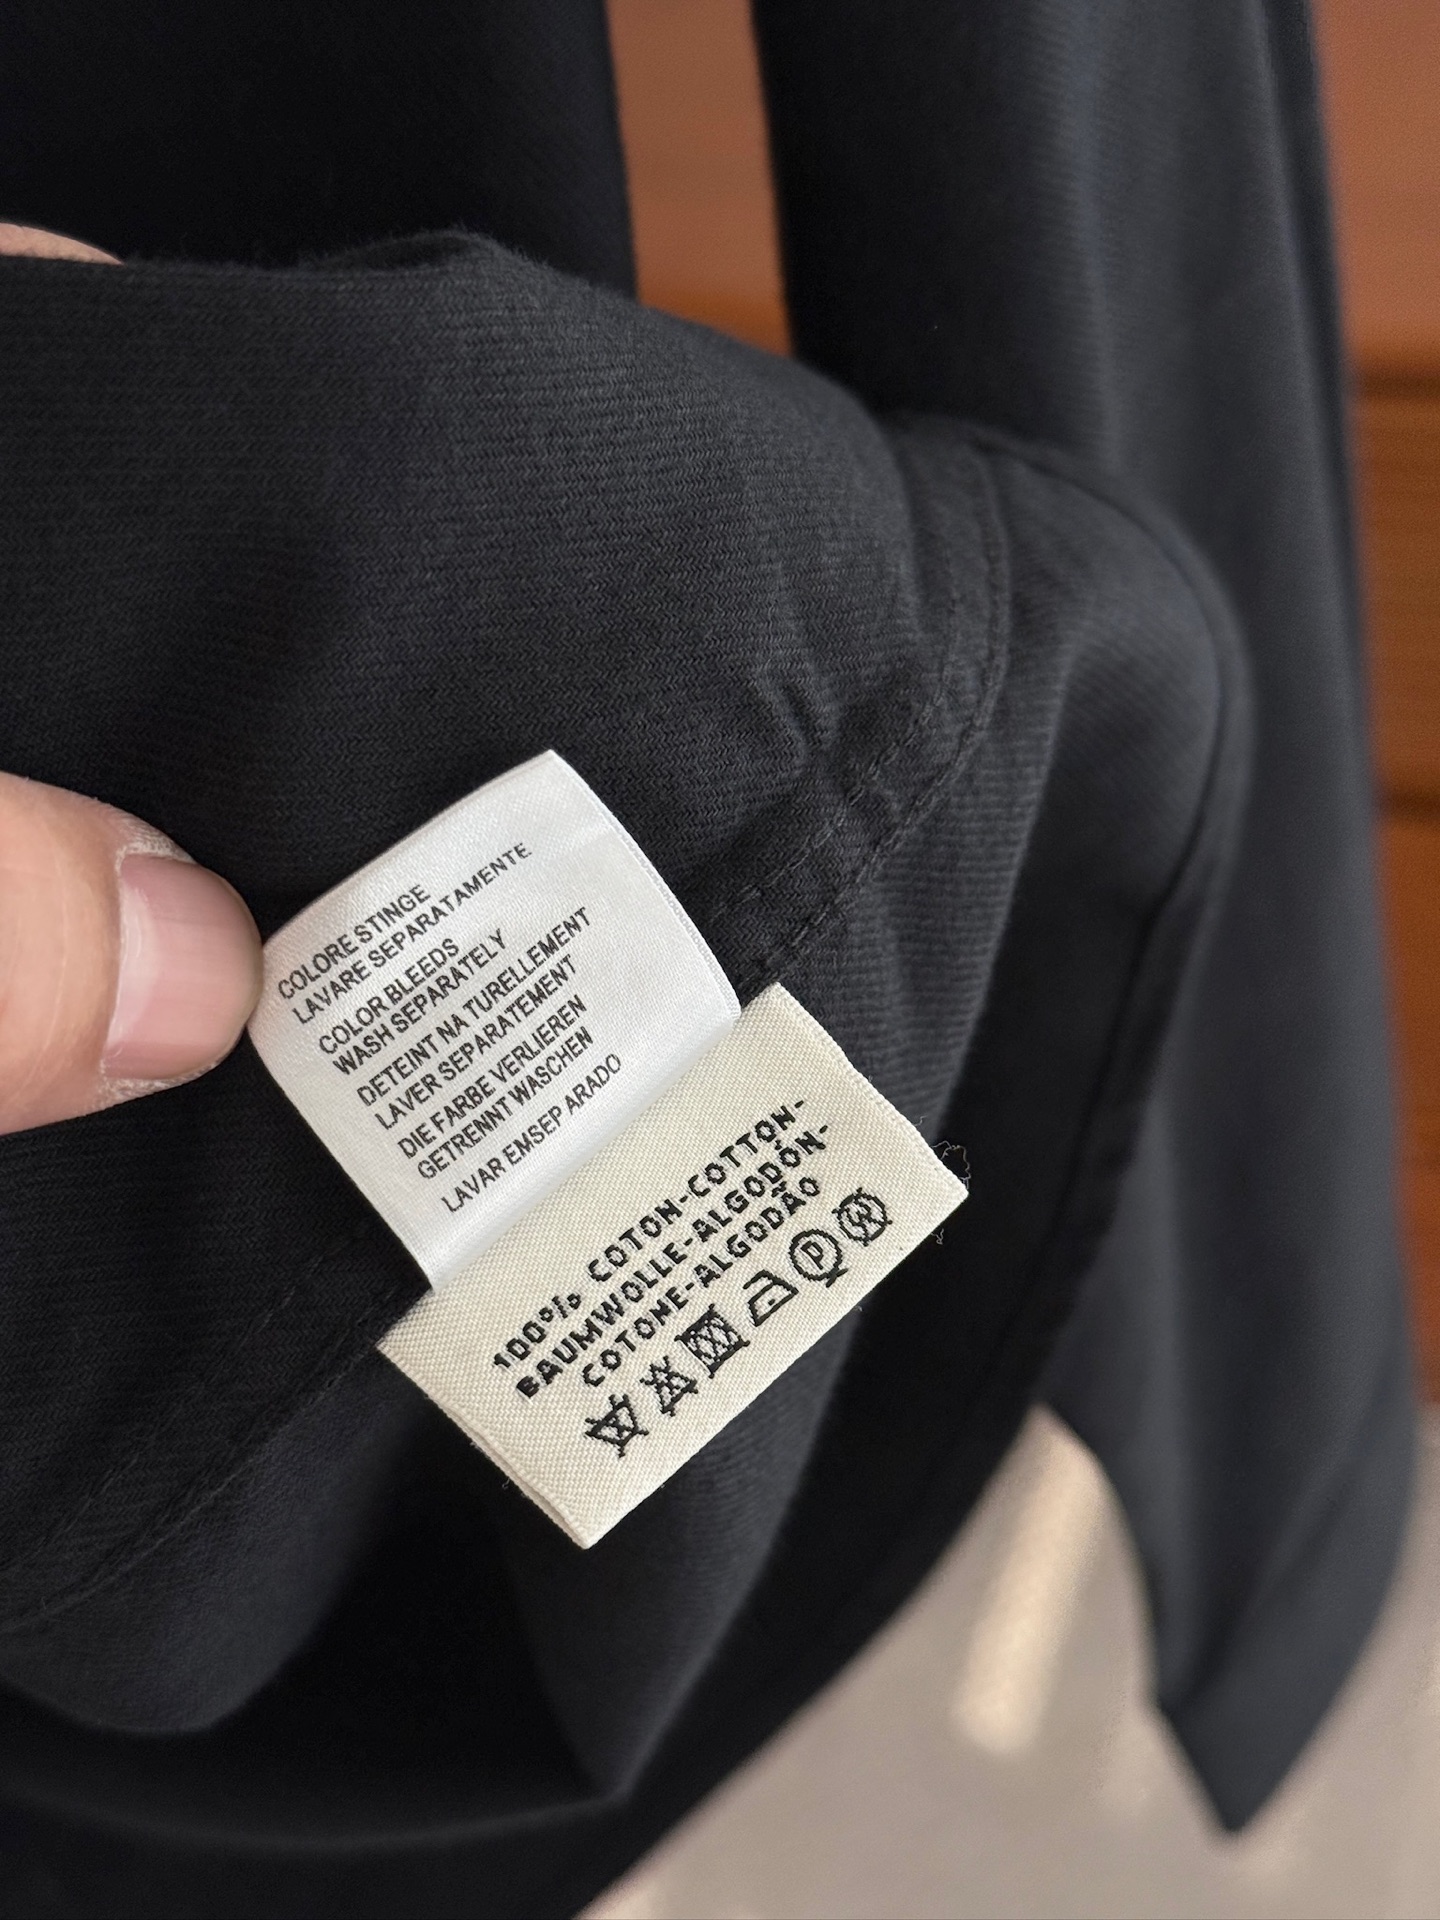 COLORE STINGE
LAVARE SEPARATAMENTE
COLOR BLEEDS
WASH SEPARATELY
DETEINT NA TURELLEMENT
LAVER SEPARATEMENT
DIE FARBE VERLIEREN
GETRENNT WASCHEN
LAVAR EMSEP ARADO
100% COTON-COTTON-
BAUMWOLLE-ALGODÓN-
COTONE-ALGODÃO
P W